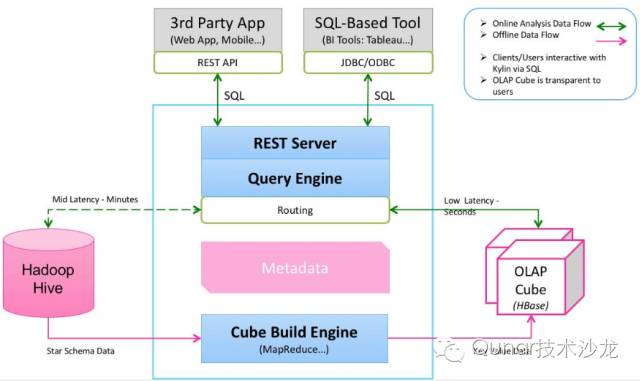 3rd Party App
(Web App, Mobile...)
REST API
SQL-Based Tool
(BI Tools: Tableau...)
JDBC/ODBC
➢ Online Analysis Data Flow
➢ Offline Data Flow
➢ Clients/Users interactive with
Kylin via SQL
➢ OLAP Cube is transparent to
users
SQL
SQL
REST Server
Query Engine
Routing
Mid Latency - Minutes
Low Latency -
Seconds
Hadoop
Hive
Metadata
OLAP
Cube
(HBase)
Cube Build Engine
(MapReduce...)
Star Schema Data
Key Value Data
Qunar技术沙龙